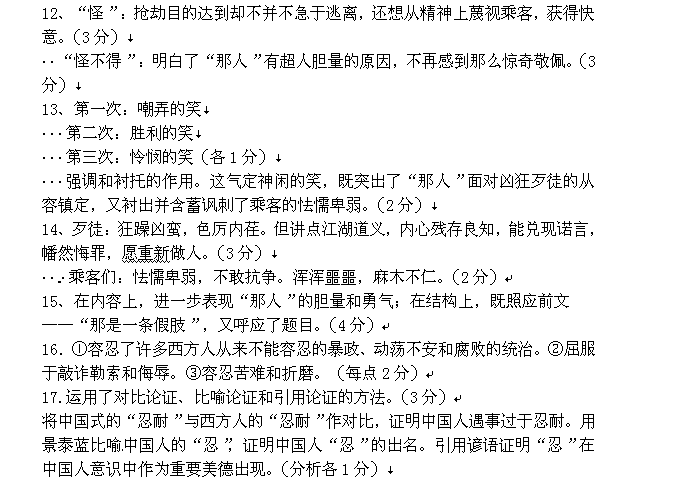 12、“怪”：抢劫目的达到却不并不急于逃离，还想从精神上蔑视乘客，获得快
意。（3分）↓
··“怪不得”：明白了“那人”有超人胆量的原因，不再感到那么惊奇敬佩。（3
分）↓
13、第一次：嘲弄的笑↓
···第二次：胜利的笑↓
···第三次：怜悯的笑（各1分）↓
···强调和衬托的作用。这气定神闲的笑，既突出了“那人”面对凶狂歹徒的从
容镇定，又衬出并含蓄讽刺了乘客的怯懦卑弱。（2分）↓
14、歹徒：狂躁凶蛮，色厉内荏。但讲点江湖道义，内心残存良知，能兑现诺言，
幡然悔罪，愿重新做人。（3分）↓
···乘客们：怯懦卑弱，不敢抗争。浑浑噩噩，麻木不仁。（2分）↵
15、在内容上，进一步表现“那人”的胆量和勇气；在结构上，既照应前文
——“那是一条假肢”，又呼应了题目。（4分）↵
16．①容忍了许多西方人从来不能容忍的暴政、动荡不安和腐败的统治。②屈服
于敲诈勒索和侮辱。③容忍苦难和折磨。（每点2分）↵
17.运用了对比论证、比喻论证和引用论证的方法。（3分）↵
将中国式的“忍耐”与西方人的“忍耐”作对比，证明中国人遇事过于忍耐。用
景泰蓝比喻中国人的“忍”，证明中国人“忍”的出名。引用谚语证明“忍”在
中国人意识中作为重要美德出现。（分析各1分）↓